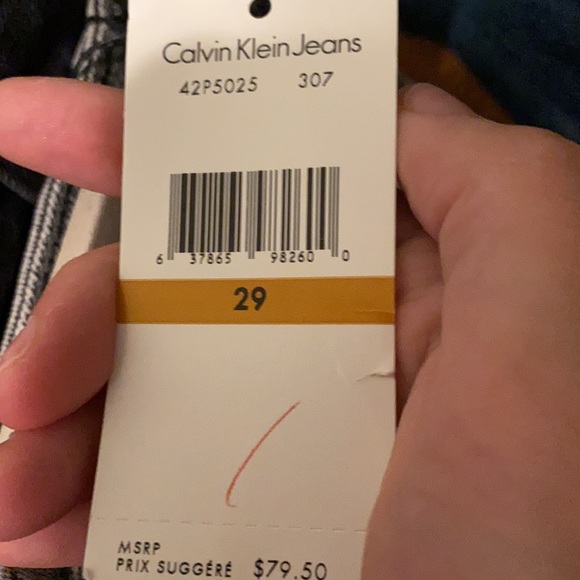 Calvin Klein Jeans
42P5025 307
6 37865 98260 0
29
MSRP
PRIX SUGGÉRÉ $79.50